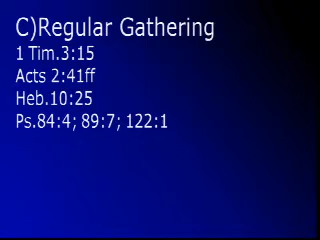 C)Regular Gathering
1 Tim.3:15
Acts 2:41ff
Heb.10:25
Ps.84:4; 89:7; 122:1